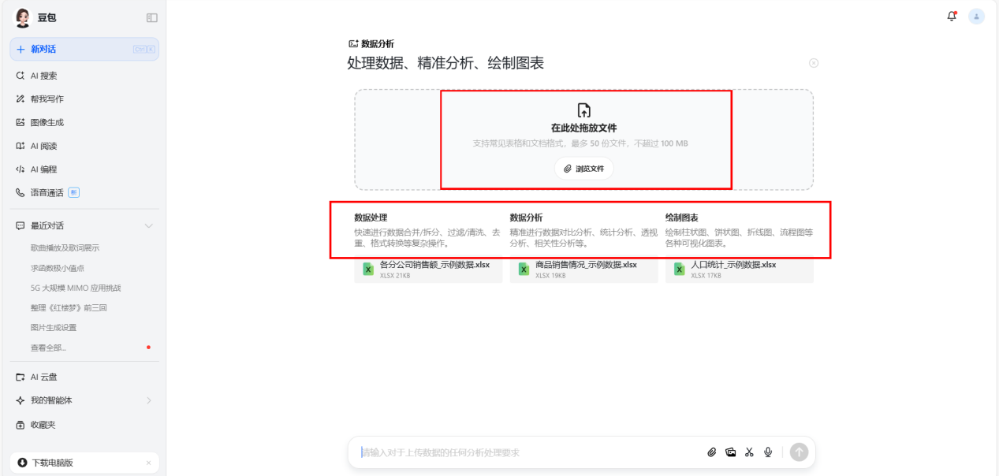 豆包
新对话
Ctrl K
AI 搜索
帮我写作
图像生成
AI 阅读
AI 编程
语音通话 新
最近对话
歌曲播放及歌词展示
求函数极小值点
5G 大规模 MIMO 应用挑战
整理《红楼梦》前三回
图片生成设置
查看全部...
AI 云盘
我的智能体
收藏夹
下载电脑版
数据分析
处理数据、精准分析、绘制图表
在此处拖放文件
支持常见表格和文档格式，最多 50 份文件，不超过 100 MB
浏览文件
数据处理
快速进行数据合并/拆分、过滤/清洗、去
重、格式转换等复杂操作。
各分公司销售额_示例数据.xlsx
XLSX 21KB
数据分析
精准进行数据对比分析、统计分析、透视
分析、相关性分析等。
商品销售情况_示例数据.xlsx
XLSX 19KB
绘制图表
绘制柱状图、饼状图、折线图、流程图等
各种可视化图表。
人口统计_示例数据.xlsx
XLSX 17KB
请输入对于上传数据的任何分析处理要求